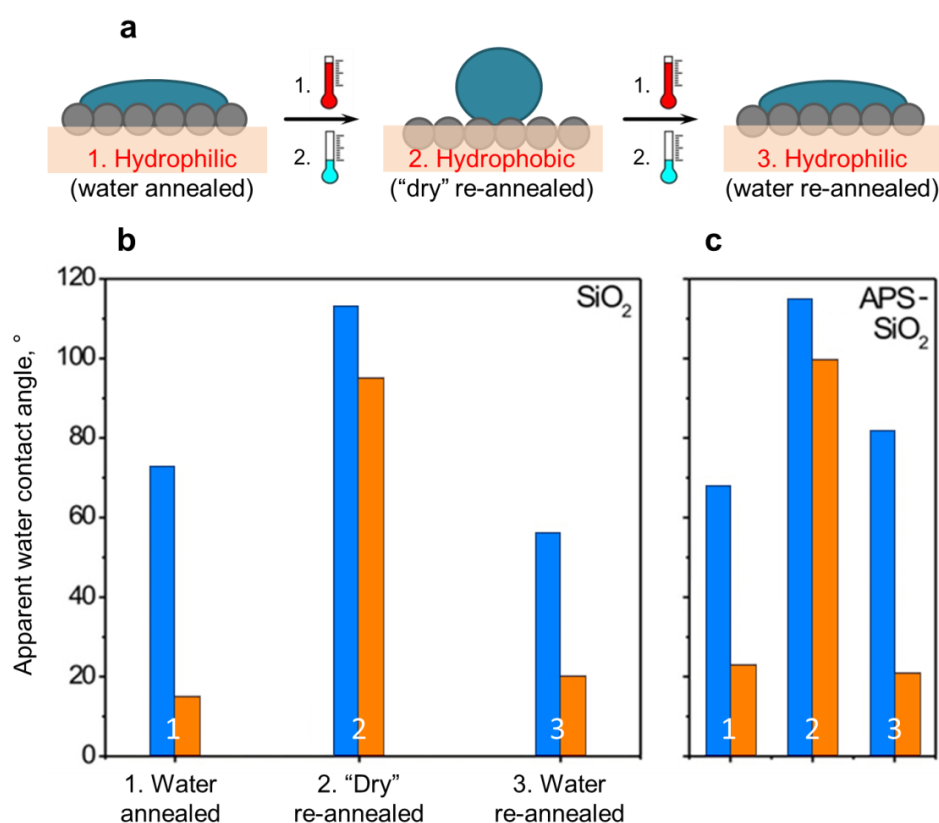 a
1.
2.
1.
2.
1. Hydrophilic
(water annealed)
2. Hydrophobic
(“dry” re-annealed)
3. Hydrophilic
(water re-annealed)
b
Apparent water contact angle, °
120
100
80
60
40
20
0
SiO2
1
2
3
1. Water
annealed
2. “Dry”
re-annealed
3. Water
re-annealed
c
APS-
SiO2
1
2
3